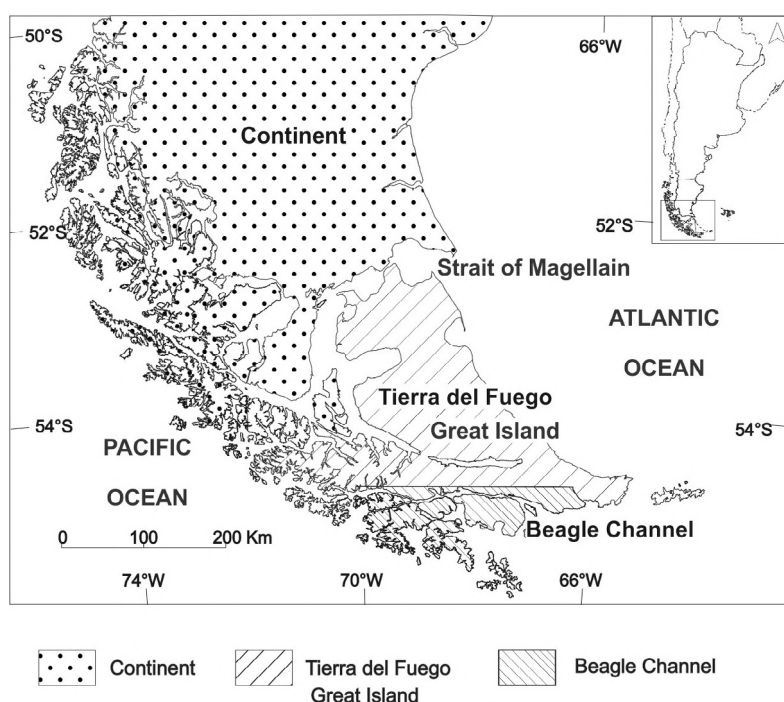 50°S
66°W
Continent
52°S
52°S
Strait of Magellain
ATLANTIC
OCEAN
Tierra del Fuego
Great Island
54°S
54°S
PACIFIC
OCEAN
0 100 200 Km
Beagle Channel
74°W 70°W 66°W
Continent
Tierra del Fuego
Great Island
Beagle Channel